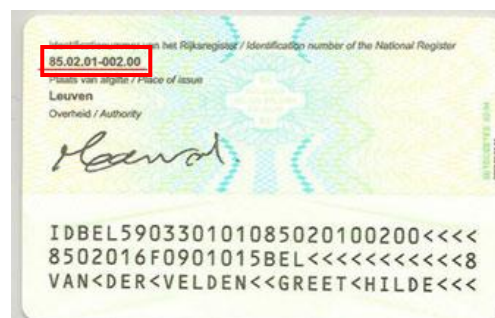 Identificatienummer van het Rijksregister / Identification number of the National Register
85.02.01-002.00
Plaats van afgifte / Place of issue
Leuven
Overheid / Authority
IDBEL590330101085020100200<<<<
8502016F0901015BEL<<<<<<<<<<<8
VAN<DER<VELDEN<<GREET<HILDE<<<